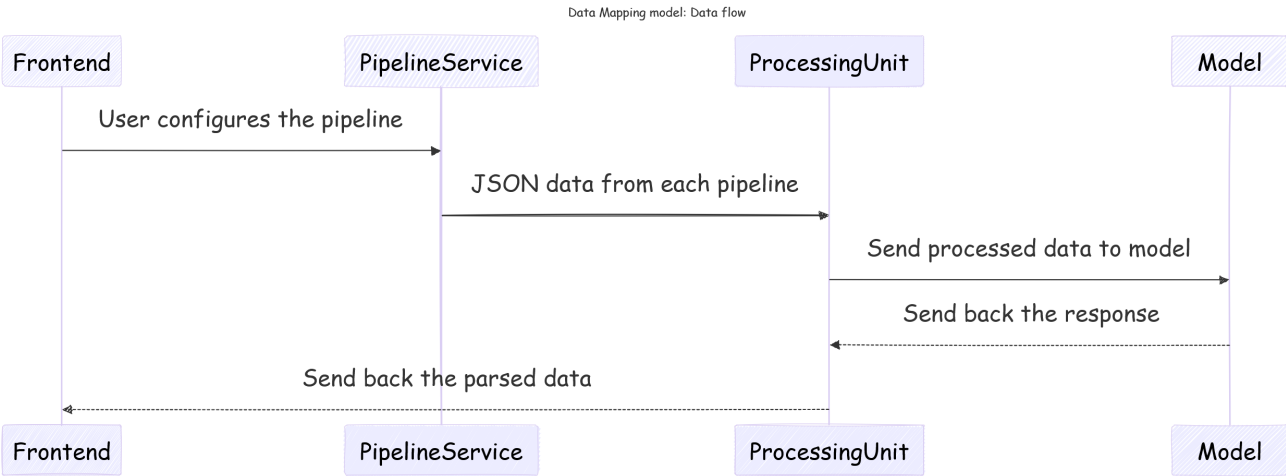 Data Mapping model: Data flow
Frontend
PipelineService
ProcessingUnit
Model
User configures the pipeline
JSON data from each pipeline
Send processed data to model
Send back the response
Send back the parsed data
Frontend
PipelineService
ProcessingUnit
Model